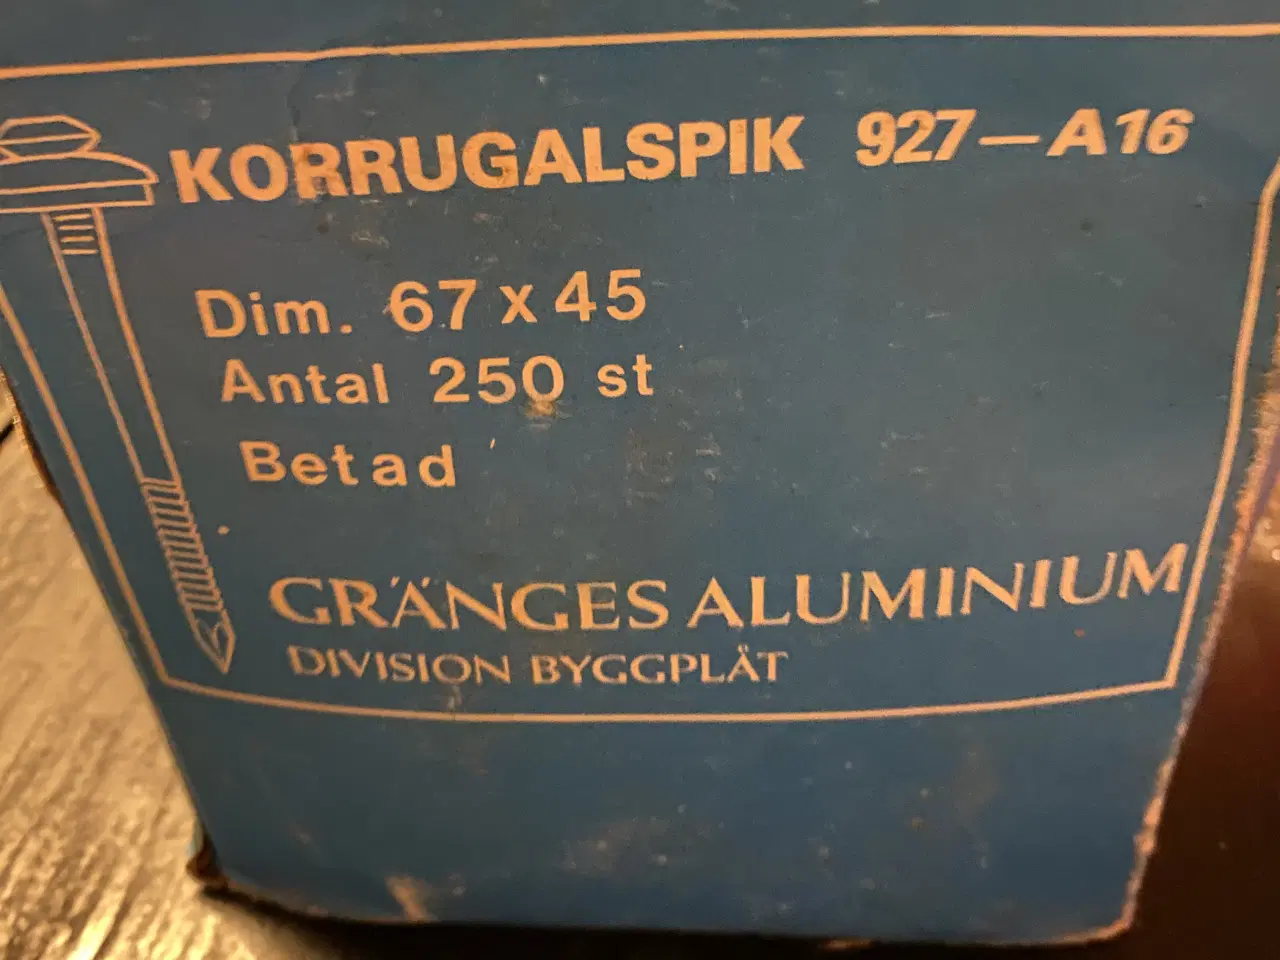 KORRUGALSPIK 927-A16
Dim. 67 x 45
Antal 250 st
Betad
GRÄNGES ALUMINIUM
DIVISION BYGGPLÅT